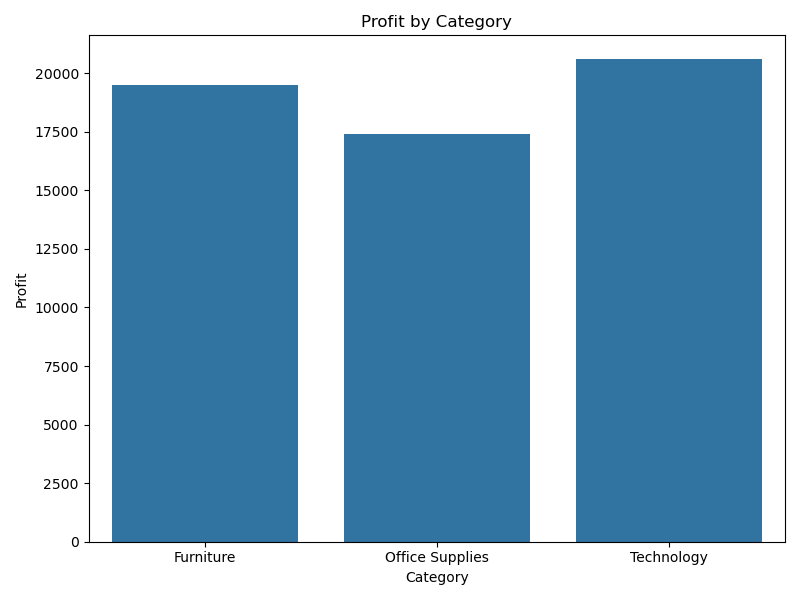 Profit by Category
Profit
20000
17500
15000
12500
10000
7500
5000
2500
0
Furniture
Office Supplies
Technology
Category